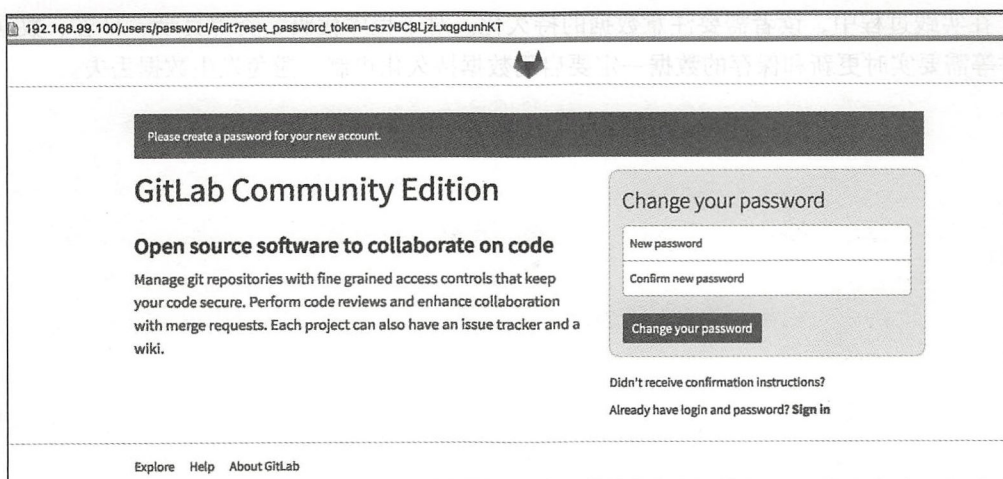 192.168.99.100/users/password/edit?reset_password_token=cszvBC8LjzLxqgdunhKT
Please create a password for your new account.
GitLab Community Edition
Open source software to collaborate on code
Manage git repositories with fine grained access controls that keep
your code secure. Perform code reviews and enhance collaboration
with merge requests. Each project can also have an issue tracker and a
wiki.
Change your password
New password
Confirm new password
Change your password
Didn't receive confirmation instructions?
Already have login and password? Sign in
Explore Help About GitLab